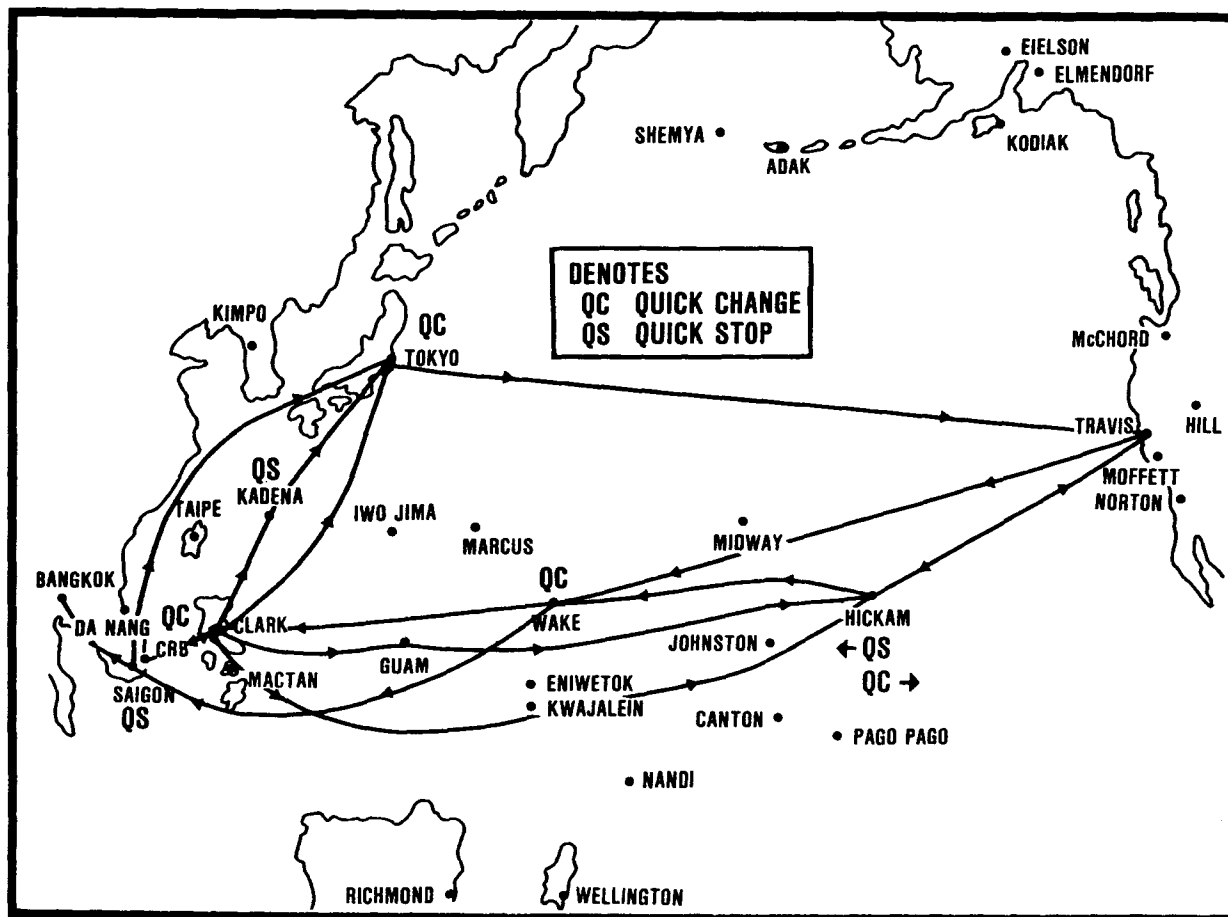 EIELSON
ELMENDORF
SHEMYA
ADAK
KODIAK
DENOTES
QC QUICK CHANGE
QS QUICK STOP
KIMPO
QC
TOKYO
McCHORD
TRAVIS
HILL
MOFFETT
NORTON
QS
KADENA
TAIPE
IWO JIMA
MARCUS
MIDWAY
BANGKOK
QC
WAKE
HICKAM
DA NANG
QC
CLARK
CRB
GUAM
JOHNSTON
← QS
QC →
SAIGON
QS
MACTAN
ENIWETOK
KWAJALEIN
CANTON
PAGO PAGO
NANDI
RICHMOND
WELLINGTON